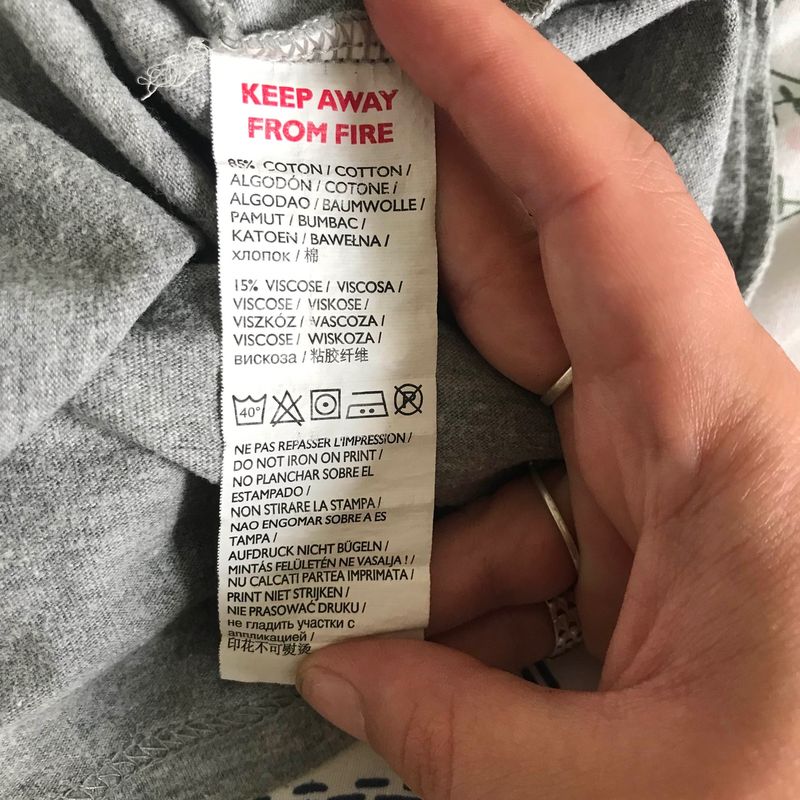 KEEP AWAY
FROM FIRE
85% COTON / COTTON /
ALGODÓN / COTONE /
ALGODAO / BAUMWOLLE /
PAMUT / BUMBAC /
KATOEN / BAWEŁNA /
хлопок / 棉
15% VISCOSE / VISCOSA /
VISCOSE / VISKOSE /
VISZKÓZ / VASCOZA /
VISCOSE / WISKOZA /
вискоза / 粘胶纤维
40° P
NE PAS REPASSER L'IMPRESSION /
DO NOT IRON ON PRINT /
NO PLANCHAR SOBRE EL
ESTAMPADO /
NON STIRARE LA STAMPA /
NAO ENGOMAR SOBRE A ES
TAMPA /
AUFDRUCK NICHT BÜGELN /
MINTÁS FELÜLETÉN NE VASALJA ! /
NU CALCATI PARTEA IMPRIMATA /
PRINT NIET STRIJKEN /
NIE PRASOWAĆ DRUKU /
не гладить участки с
аппликацией /
印花不可熨烫